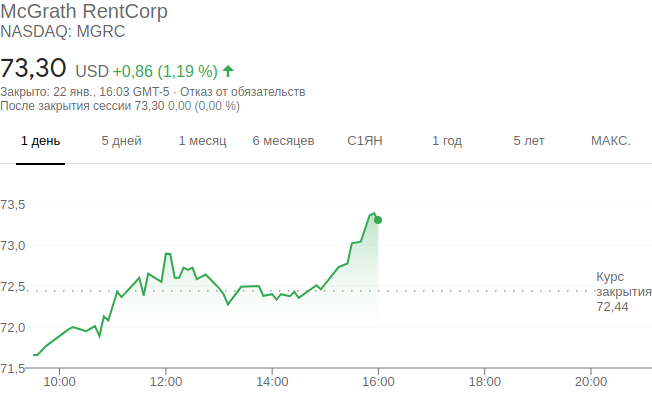 McGrath RentCorp
NASDAQ: MGRC
73,30 USD +0,86 (1,19 %)
Закрыто: 22 янв., 16:03 GMT-5 · Отказ от обязательств
После закрытия сессии 73,30 0,00 (0,00 %)
1 день 5 дней 1 месяц 6 месяцев С1ЯН 1 год 5 лет МАКС.
73,5
73,0
72,5
72,0
71,5
Курс
закрытия
72,44
10:00 12:00 14:00 16:00 18:00 20:00